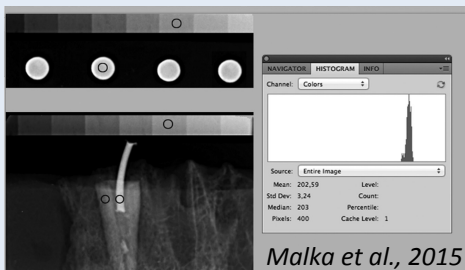 NAVIGATOR HISTOGRAM INFO
Channel: Colors
Source: Entire Image
Mean: 202,59 Level:
Std Dev: 3,24 Count:
Median: 203 Percentile:
Pixels: 400 Cache Level: 1
Malka et al., 2015